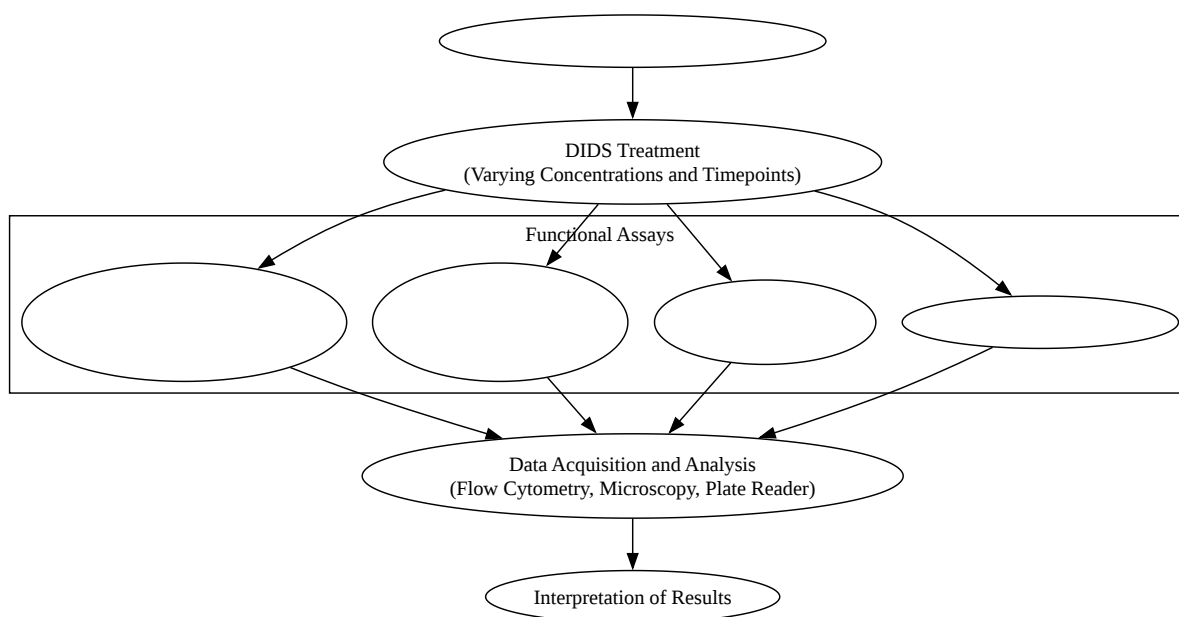 DIDS Treatment
(Varying Concentrations and Timepoints)
Functional Assays
Data Acquisition and Analysis
(Flow Cytometry, Microscopy, Plate Reader)
Interpretation of Results